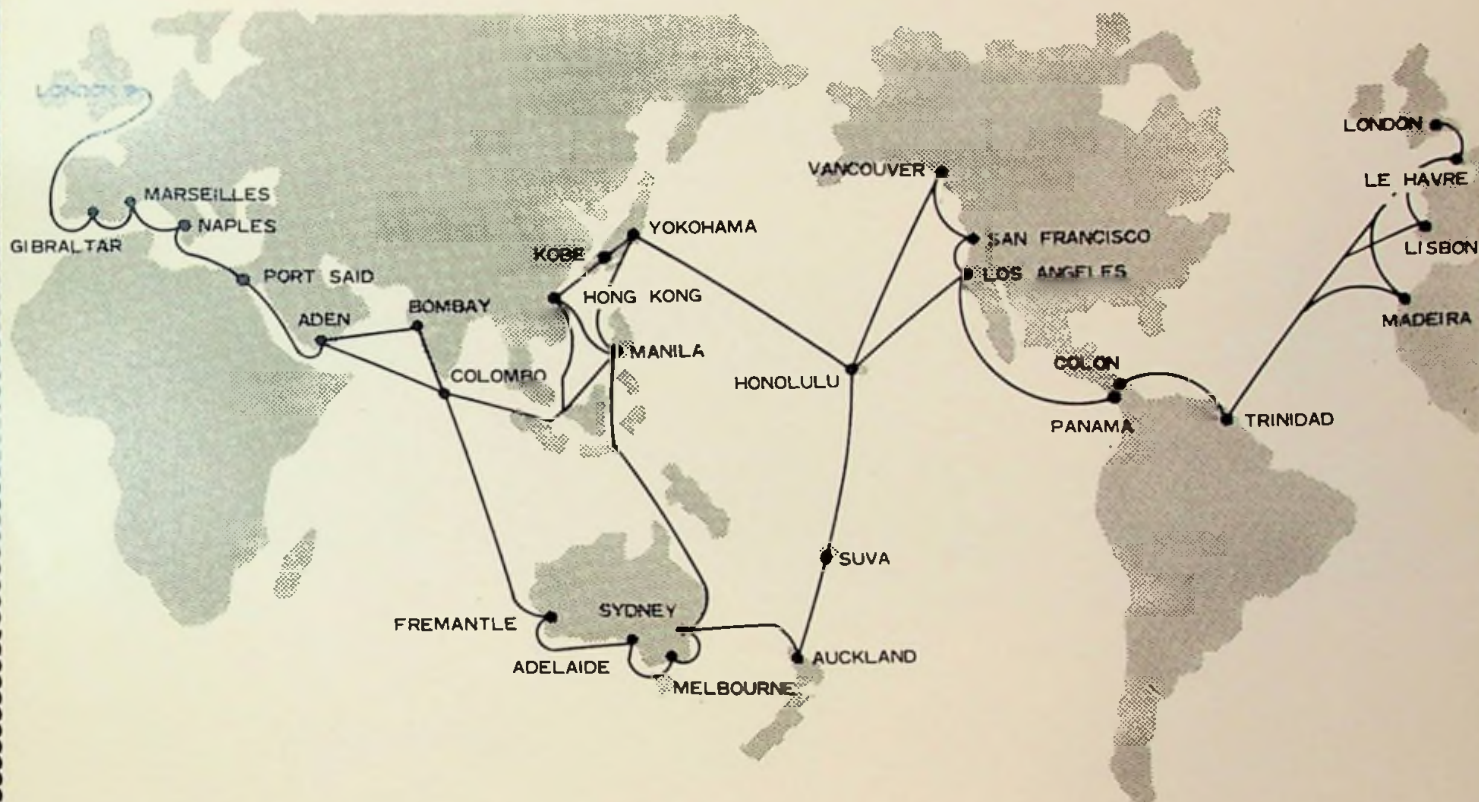 LONDON
GIBRALTAR
MARSEILLES
NAPLES
PORT SAID
ADEN
BOMBAY
COLOMBO
KOBE
YOKOHAMA
HONG KONG
MANILA
FREMANTLE
ADELAIDE
SYDNEY
MELBOURNE
AUCKLAND
SUVA
HONOLULU
VANCOUVER
SAN FRANCISCO
LOS ANGELES
COLON
PANAMA
TRINIDAD
LONDON
LE HAVRE
LISBON
MADEIRA